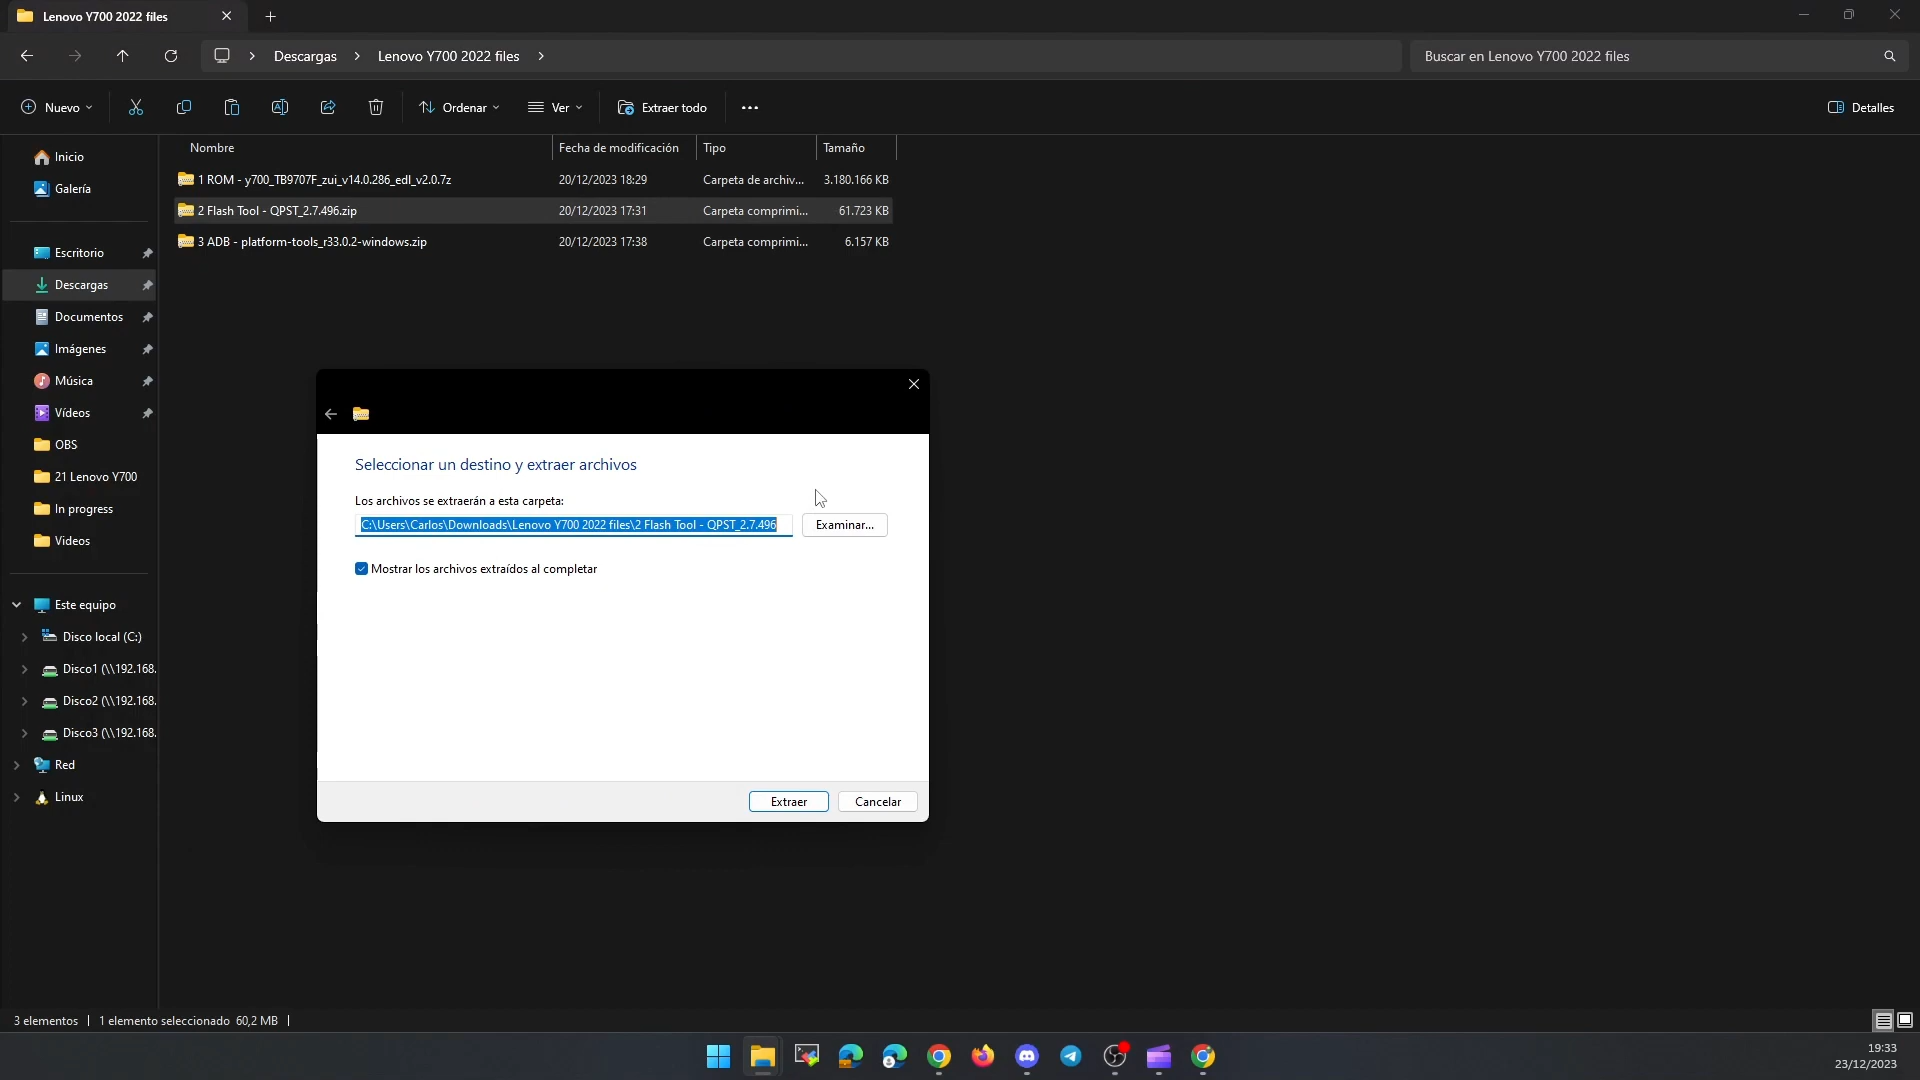 Lenovo Y700 2022 files
Descargas
Lenovo Y700 2022 files
Buscar en Lenovo Y700 2022 files
Nuevo
Ordenar
Ver
Extraer todo
Detalles
Nombre
Fecha de modificación
Tipo
Tamaño
1 ROM - y700_TB9707F_zui_v14.0.286_edl_v2.0.7z
20/12/2023 18:29
Carpeta de archiv...
3.180.166 KB
2 Flash Tool - QPST_2.7.496.zip
20/12/2023 17:31
Carpeta comprimi...
61.723 KB
3 ADB - platform-tools_r33.0.2-windows.zip
20/12/2023 17:38
Carpeta comprimi...
6.157 KB
Inicio
Galería
Escritorio
Descargas
Documentos
Imágenes
Música
Vídeos
OBS
21 Lenovo Y700
In progress
Videos
Este equipo
Disco local (C:)
Disco1 (\\192.168.
Disco2 (\\192.168.
Disco3 (\\192.168.
Red
Linux
Seleccionar un destino y extraer archivos
Los archivos se extraerán a esta carpeta:
C:\Users\Carlos\Downloads\Lenovo Y700 2022 files\2 Flash Tool - QPST_2.7.496
Examinar...
Mostrar los archivos extraídos al completar
Extraer
Cancelar
3 elementos
1 elemento seleccionado 60,2 MB
19:33
23/12/2023